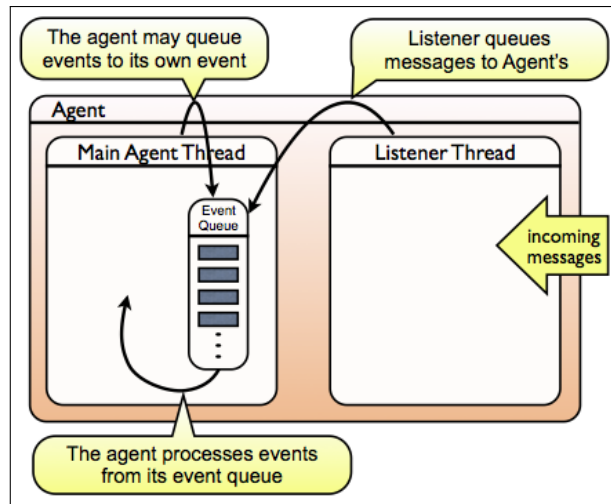 The agent may queue
events to its own event
Listener queues
messages to Agent's
Agent
Main Agent Thread
Listener Thread
Event
Queue
incoming
messages
The agent processes events
from its event queue